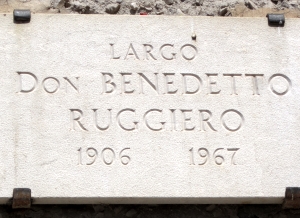 LARGO
DON BENEDETTO
RUGGIERO
1906 1967